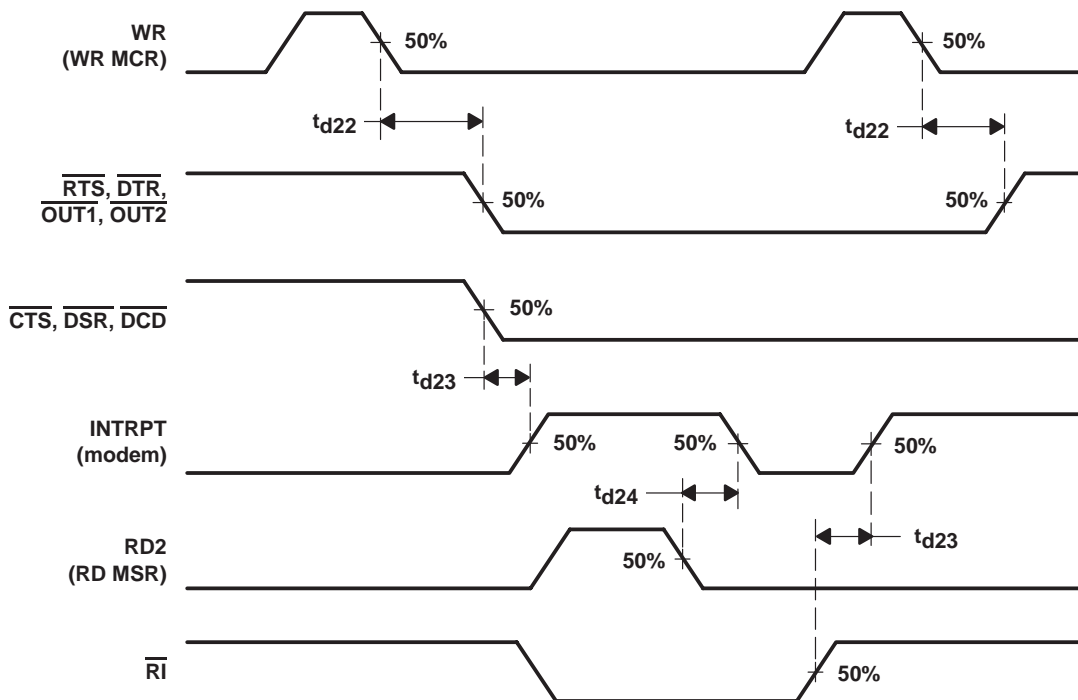 WR
(WR MCR)
50%
50%
td22
td22
RTS, DTR,
OUT1, OUT2
50%
50%
CTS, DSR, DCD
50%
td23
INTRPT
(modem)
50%
50%
50%
td24
td23
RD2
(RD MSR)
50%
RI
50%